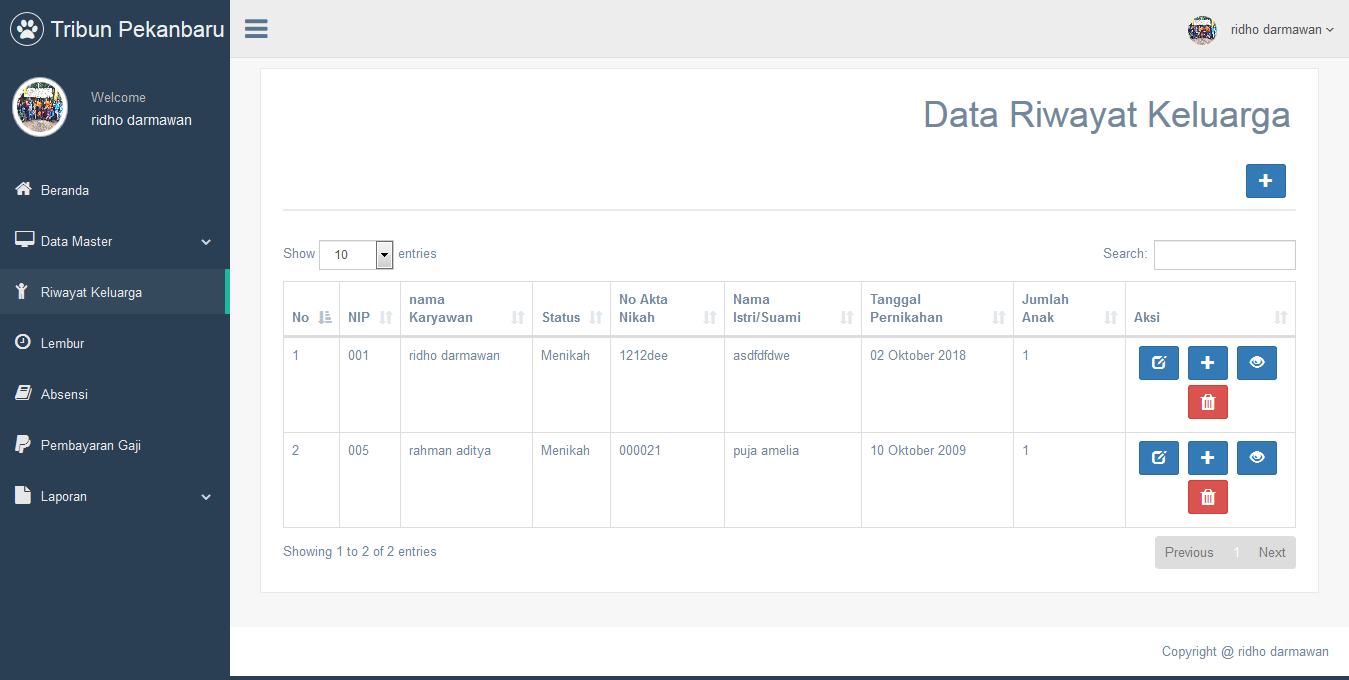 Tribun Pekanbaru
ridho darmawan
Welcome
ridho darmawan
Beranda
Data Master
Riwayat Keluarga
Lembur
Absensi
Pembayaran Gaji
Laporan
Data Riwayat Keluarga
Show 10 entries
Search:
No NIP nama Karyawan Status No Akta Nikah Nama Istri/Suami Tanggal Pernikahan Jumlah Anak Aksi
1 001 ridho darmawan Menikah 1212dee asdfdfdwe 02 Oktober 2018 1
2 005 rahman aditya Menikah 000021 puja amelia 10 Oktober 2009 1
Showing 1 to 2 of 2 entries
Previous 1 Next
Copyright @ ridho darmawan